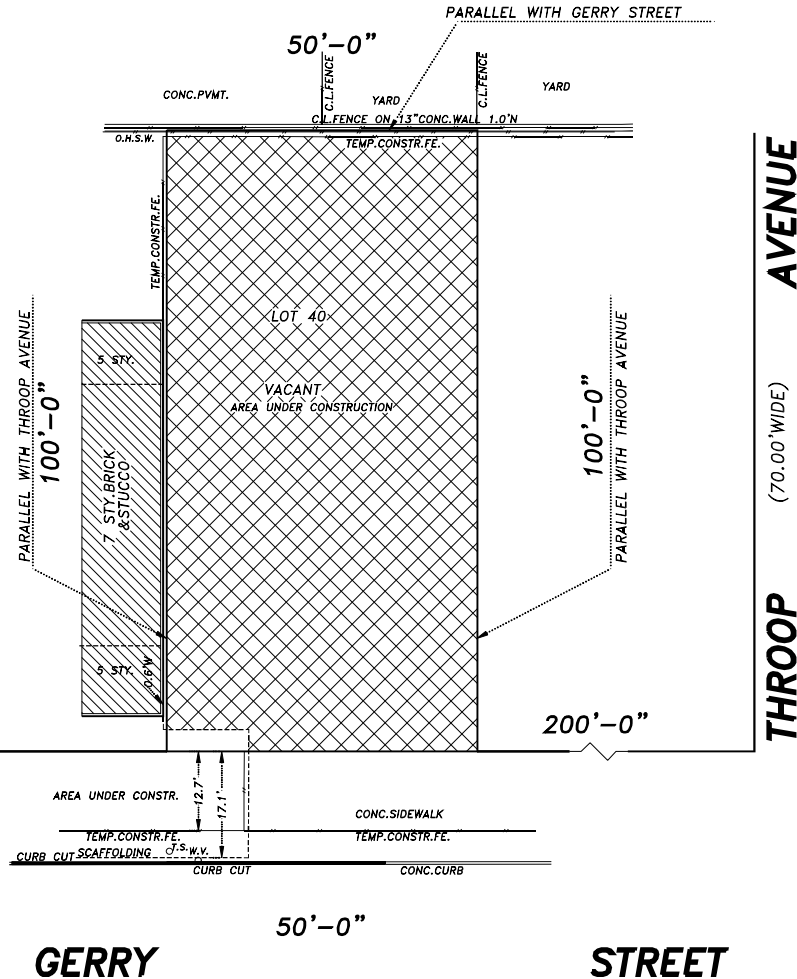 PARALLEL WITH GERRY STREET
50'-0"
C.L.FENCE
C.L.FENCE
CONC.PVMT.
YARD
YARD
C.L.FENCE ON 13"CONC.WALL 1.0'N
O.H.S.W.
TEMP.CONSTR.FE.
TEMP.CONSTR.FE.
AVENUE
LOT 40
PARALLEL WITH THROOP AVENUE
100'-0"
5 STY.
VACANT
AREA UNDER CONSTRUCTION
100'-0"
PARALLEL WITH THROOP AVENUE
(70.00'WIDE)
7 STY.BRICK
&STUCCO
5 STY.
0.6'W
THROOP
200'-0"
AREA UNDER CONSTR.
12.7'
17.1'
CONC.SIDEWALK
TEMP.CONSTR.FE.
TEMP.CONSTR.FE.
SCAFFOLDING
T.S.
W.V.
CURB CUT
CURB CUT
CONC.CURB
50'-0"
GERRY STREET